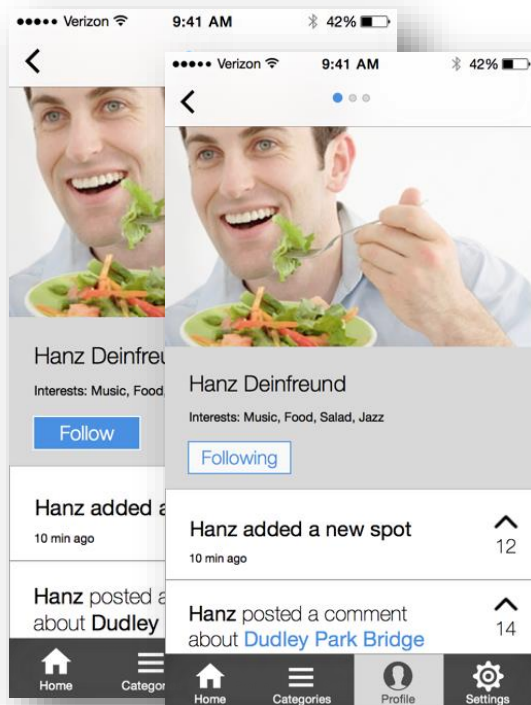 ●●●●● Verizon 9:41 AM 42%
Hanz Deinfreu
Interests: Music, Food,
Follow
Hanz added a
10 min ago
Hanz posted a
about Dudley
Home Categor
●●●●● Verizon 9:41 AM 42%
Hanz Deinfreund
Interests: Music, Food, Salad, Jazz
Following
Hanz added a new spot
12
10 min ago
Hanz posted a comment
14
about Dudley Park Bridge
Home Categories Profile Settings